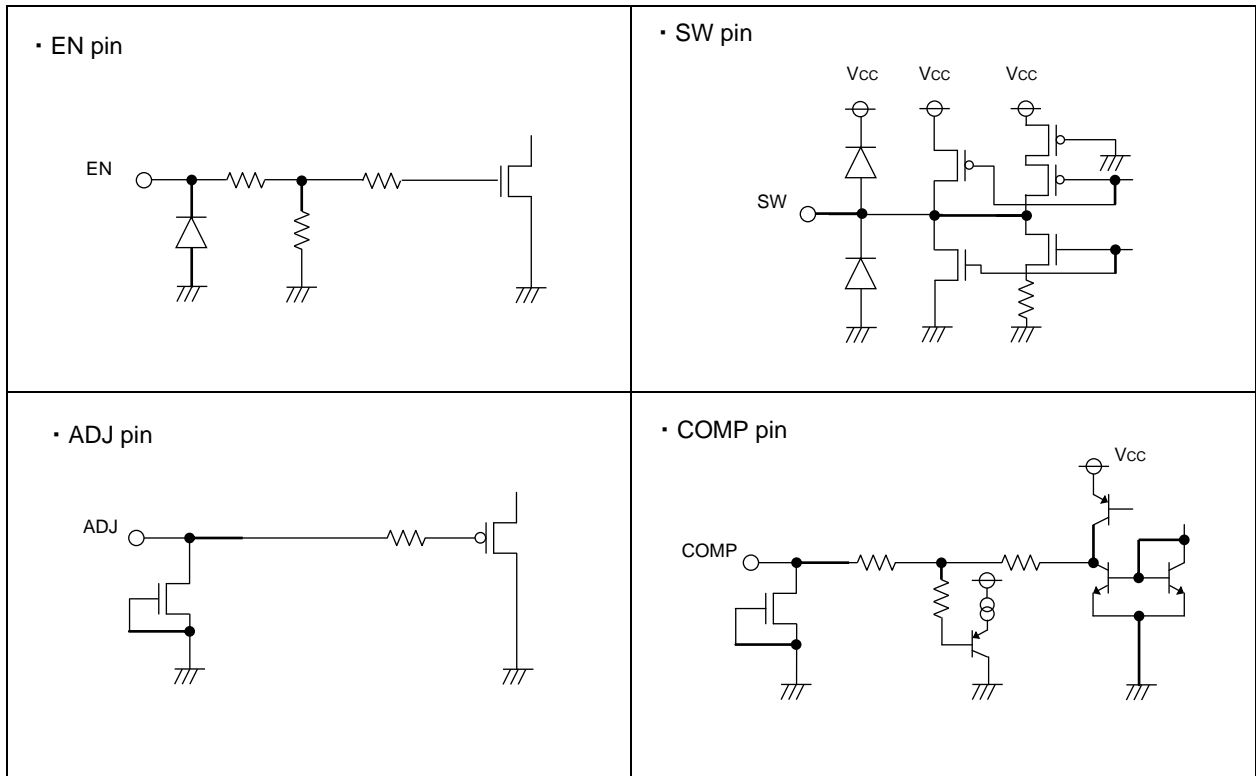 ・EN pin
EN
・SW pin
VCC VCC VCC
SW
・ADJ pin
ADJ
・COMP pin
VCC
COMP